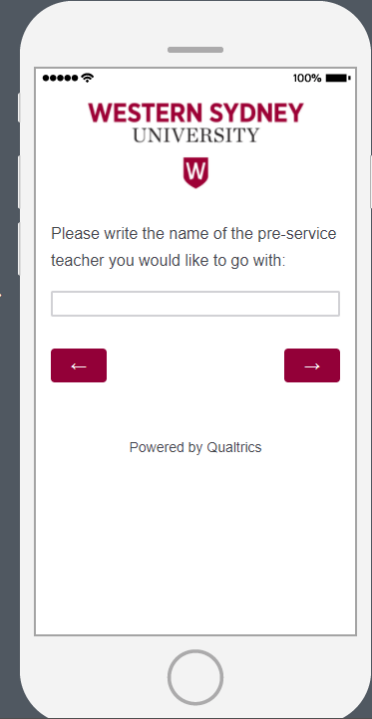 100%
WESTERN SYDNEY
UNIVERSITY
W
Please write the name of the pre-service
teacher you would like to go with:
←
→
Powered by Qualtrics